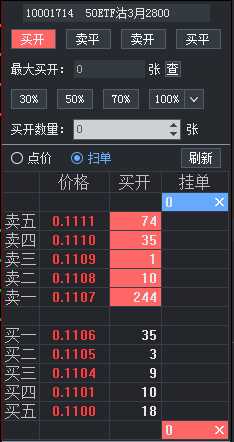 10001714 50ETF沽3月2800
买开 卖平 卖开 买平
最大买开： 0 张 查
30% 50% 70% 100%
买开数量： 0 张
点价 扫单 刷新
价格 买开 挂单
0 ×
卖五 0.1111 74
卖四 0.1110 35
卖三 0.1109 1
卖二 0.1108 10
卖一 0.1107 244
买一 0.1106 35
买二 0.1105 3
买三 0.1104 9
买四 0.1101 10
买五 0.1100 18
0 ×